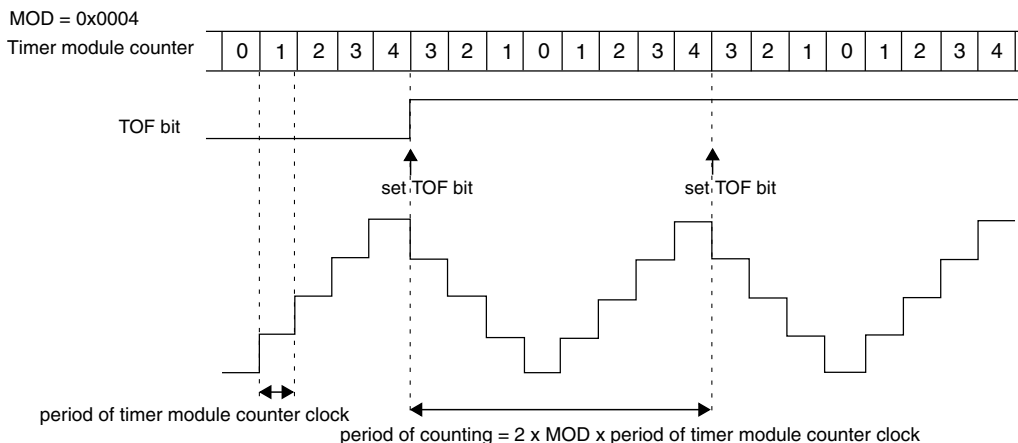 MOD = 0x0004
Timer module counter 0 1 2 3 4 3 2 1 0 1 2 3 4 3 2 1 0 1 2 3 4
TOF bit
set TOF bit set TOF bit
period of timer module counter clock
period of counting = 2 x MOD x period of timer module counter clock